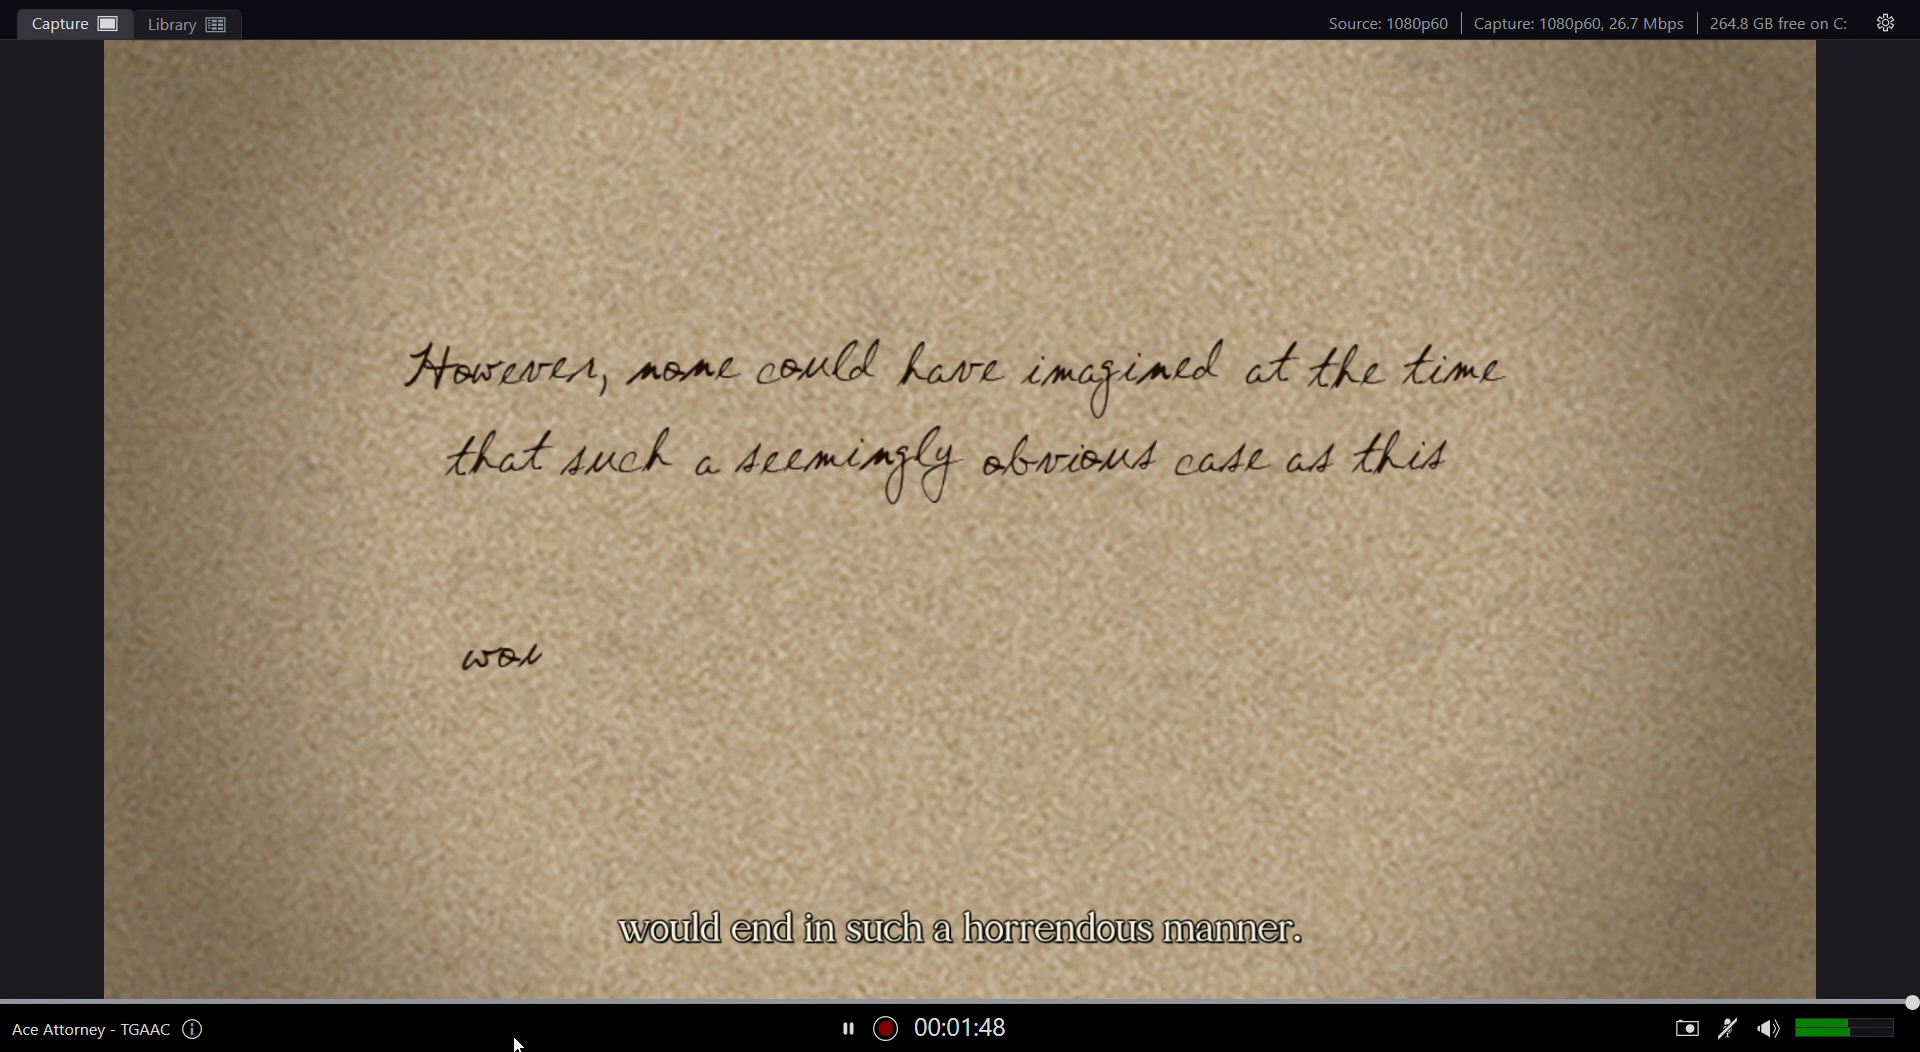 Capture Library Source: 1080p60 Capture: 1080p60, 26.7 Mbps 264.8 GB free on C:
However, none could have imagined at the time
that such a seemingly obvious case as this
wou
would end in such a horrendous manner.
Ace Attorney - TGAAC 00:01:48